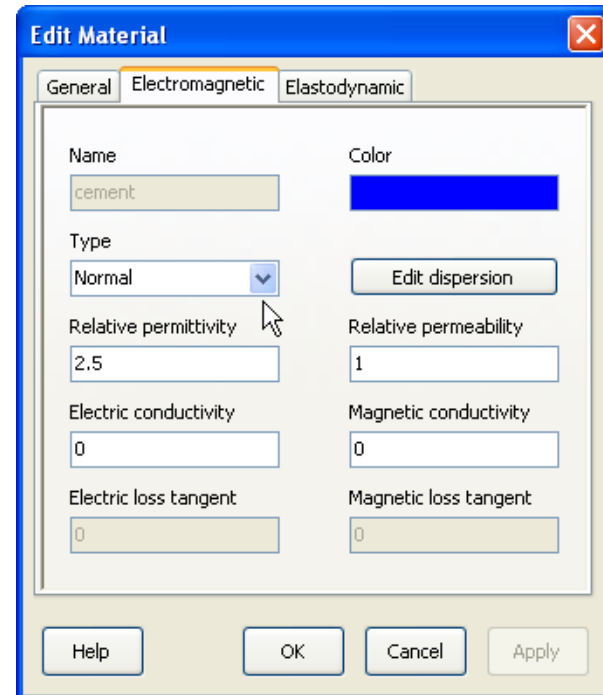 Edit Material
General Electromagnetic Elastodynamic
Name Color
cement
Type
Normal Edit dispersion
Relative permittivity Relative permeability
2.5 1
Electric conductivity Magnetic conductivity
0 0
Electric loss tangent Magnetic loss tangent
0 0
Help OK Cancel Apply